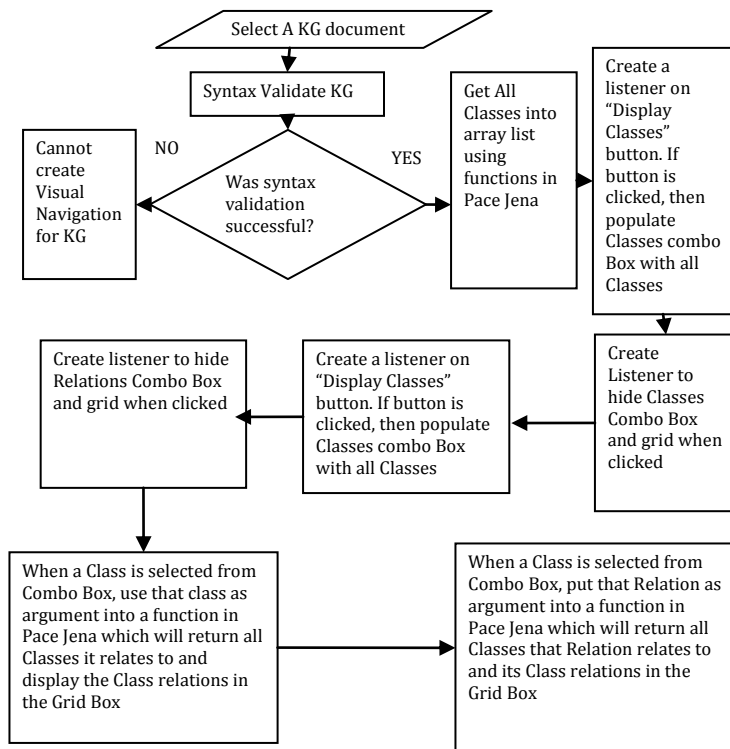 Select A KG document
Syntax Validate KG
NO
YES
Was syntax
validation
successful?
Cannot
create
Visual
Navigation
for KG
Get All
Classes into
array list
using
functions in
Pace Jena
Create a
listener on
“Display
Classes”
button. If
button is
clicked, then
populate
Classes combo
Box with all
Classes
Create
Listener to
hide Classes
Combo Box
and grid when
clicked
Create a listener on
“Display Classes”
button. If button is
clicked, then populate
Classes combo Box
with all Classes
Create listener to hide
Relations Combo Box
and grid when clicked
When a Class is selected from
Combo Box, use that class as
argument into a function in
Pace Jena which will return all
Classes it relates to and
display the Class relations in
the Grid Box
When a Class is selected from
Combo Box, put that Relation as
argument into a function in
Pace Jena which will return all
Classes that Relation relates to
and its Class relations in the
Grid Box